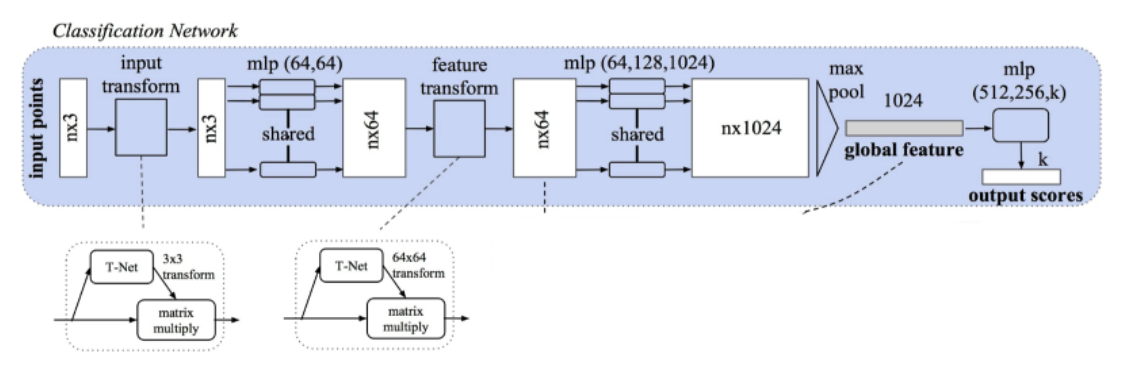 Classification Network
input points
nx3
input
transform
nx3
mlp (64,64)
shared
nx64
feature
transform
nx64
mlp (64,128,1024)
shared
nx1024
max
pool
1024
global feature
mlp
(512,256,k)
k
output scores
T-Net
3x3
transform
matrix
multiply
T-Net
64x64
transform
matrix
multiply